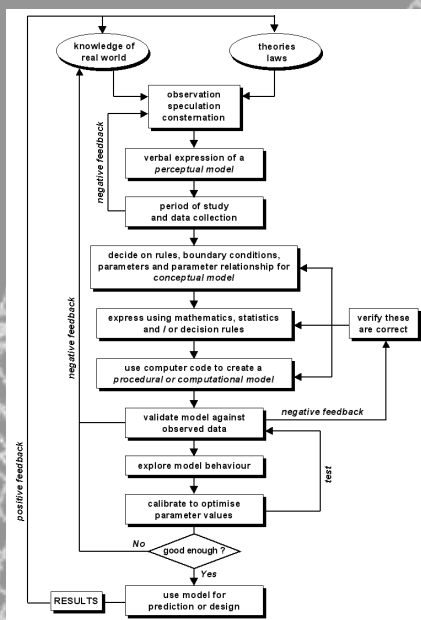 knowledge of
real world
theories
laws
observation
speculation
consternation
verbal expression of a
perceptual model
negative feedback
period of study
and data collection
decide on rules, boundary conditions,
parameters and parameter relationship for
conceptual model
express using mathematics, statistics
and / or decision rules
verify these
are correct
negative feedback
use computer code to create a
procedural or computational model
validate model against
observed data
negative feedback
explore model behaviour
test
calibrate to optimise
parameter values
positive feedback
No
good enough ?
Yes
RESULTS
use model for
prediction or design